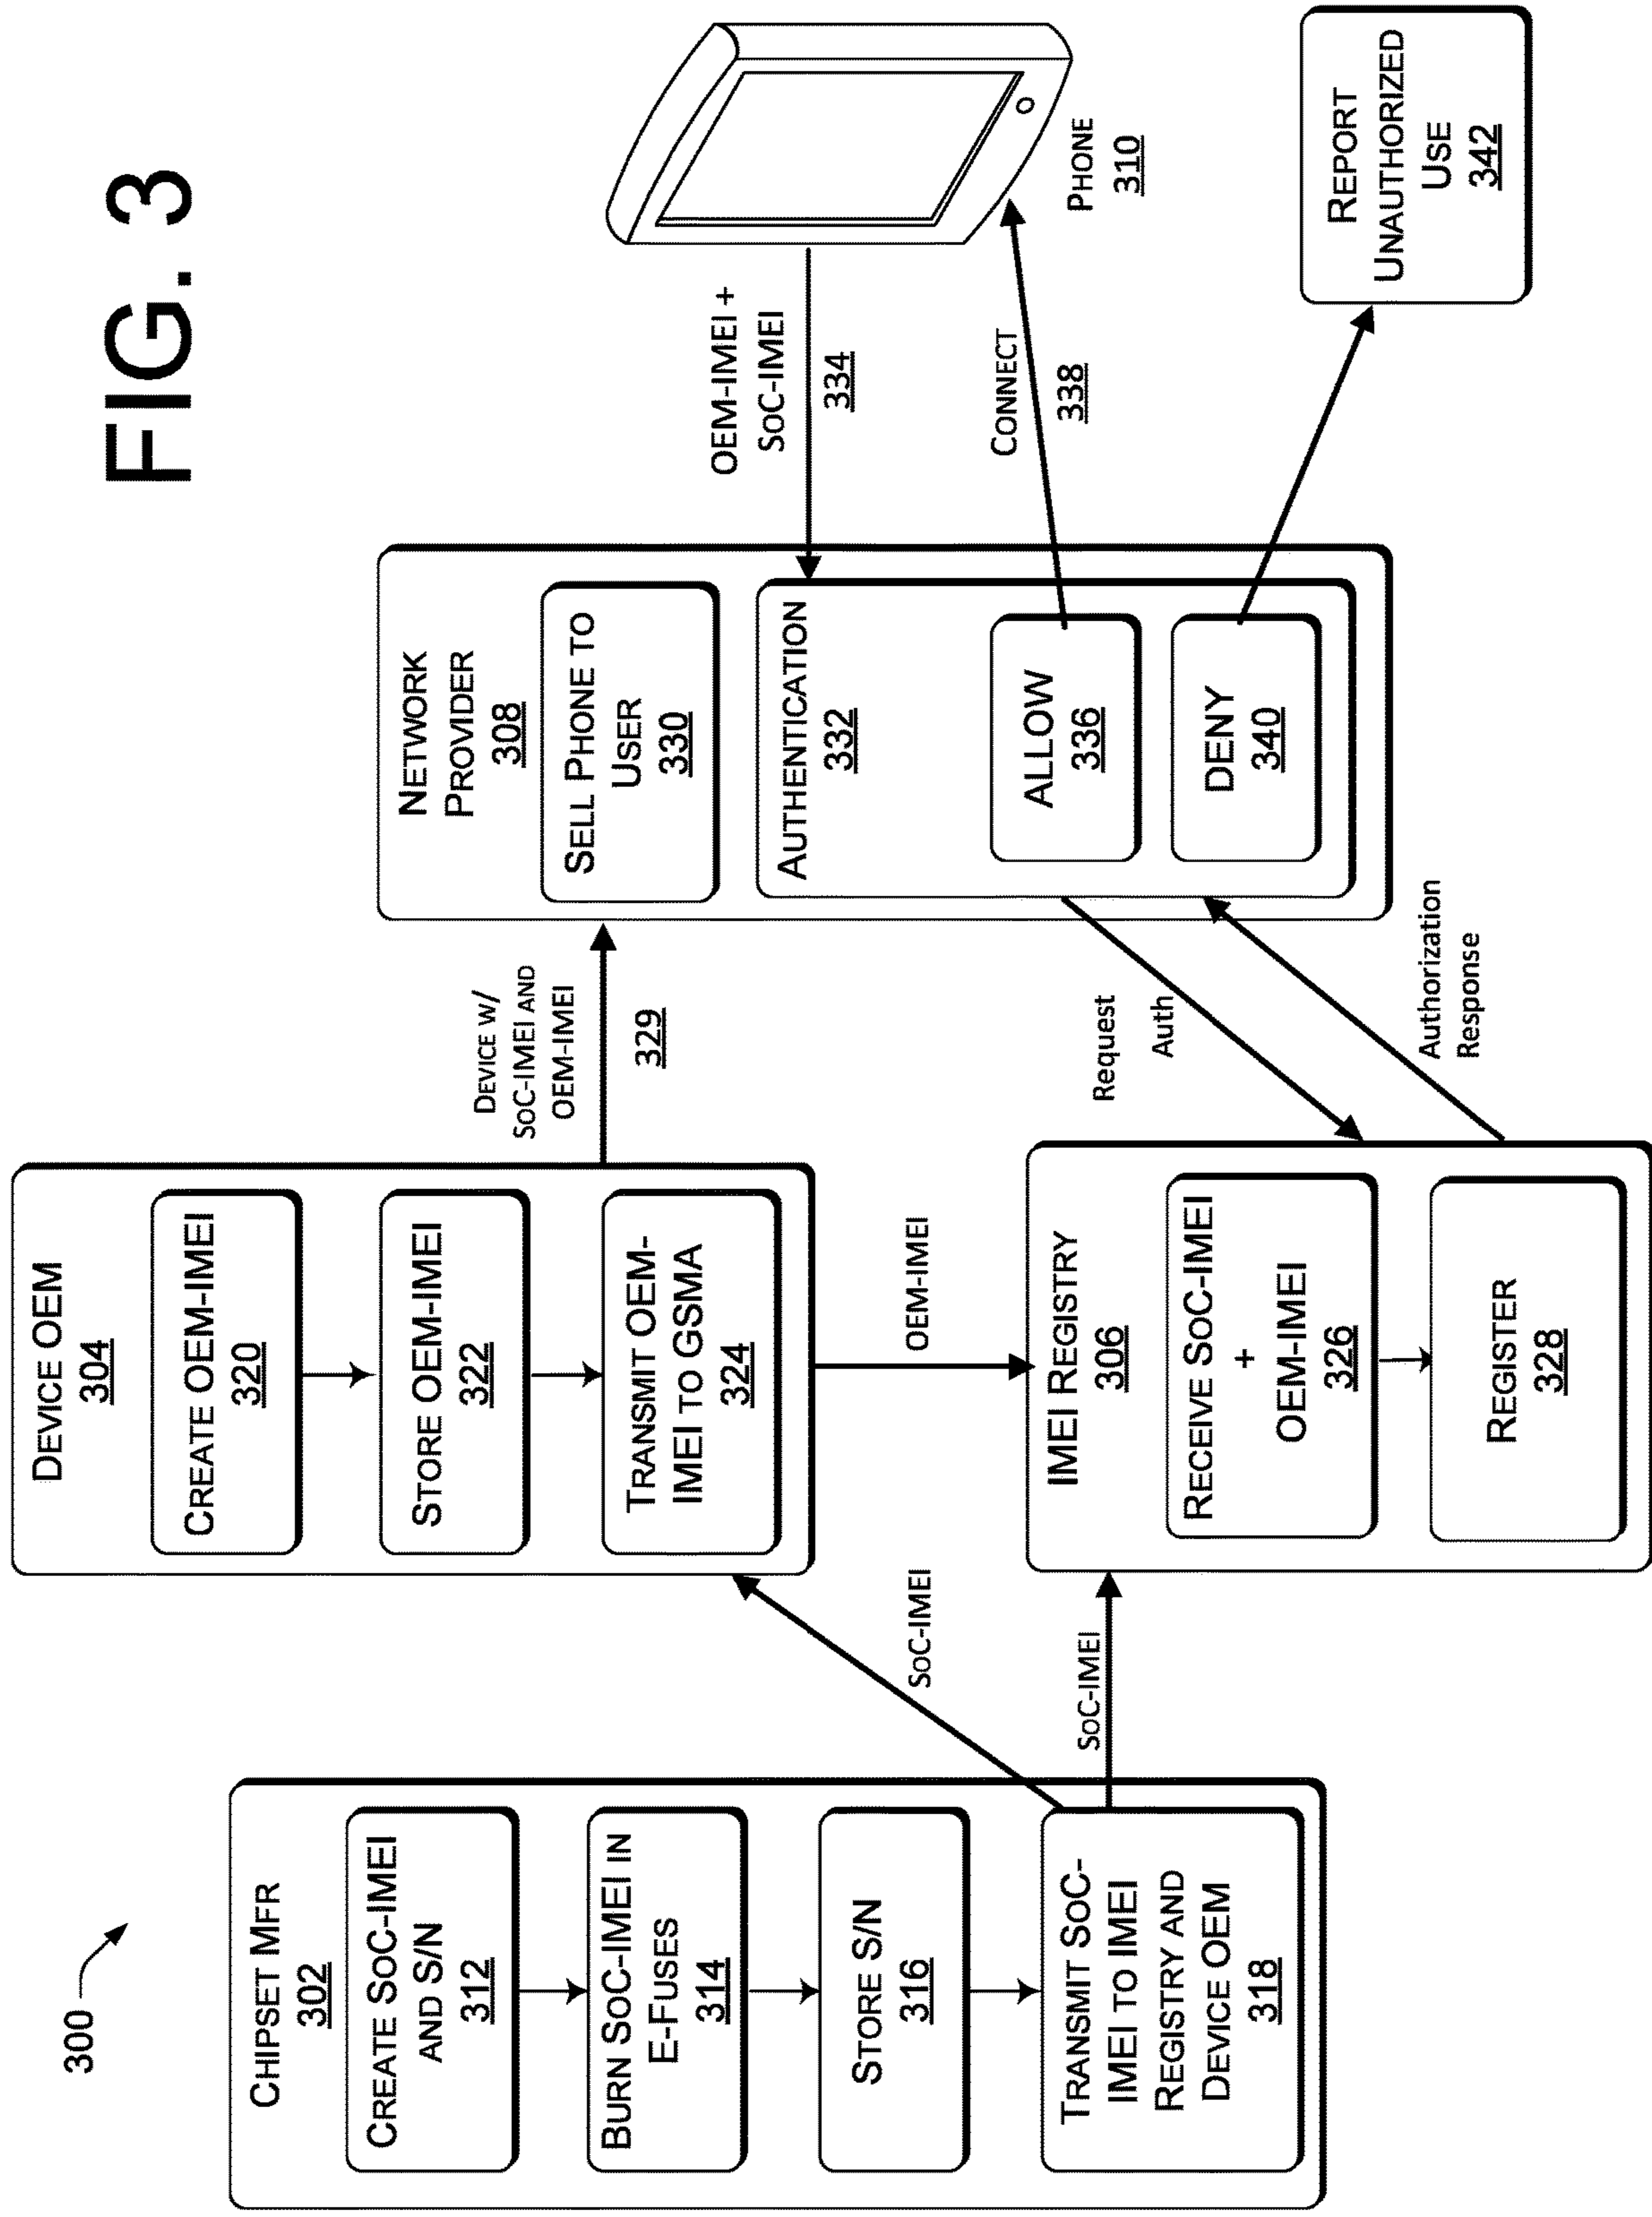 FIG. 3
300
CHIPSET MFR
302
CREATE SOC-IMEI
AND S/N
312
BURN SOC-IMEI IN
E-FUSES
314
STORE S/N
316
TRANSMIT SOC-
IMEI TO IMEI
REGISTRY AND
DEVICE OEM
318
SOC-IMEI
SOC-IMEI
DEVICE OEM
304
CREATE OEM-IMEI
320
STORE OEM-IMEI
322
TRANSMIT OEM-
IMEI TO GSMA
324
OEM-IMEI
IMEI REGISTRY
306
RECEIVE SOC-IMEI
+
OEM-IMEI
326
REGISTER
328
DEVICE W/
SOC-IMEI AND
OEM-IMEI
329
Request
Auth
Authorization
Response
NETWORK
PROVIDER
308
SELL PHONE TO
USER
330
AUTHENTICATION
332
ALLOW
336
DENY
340
OEM-IMEI +
SOC-IMEI
334
CONNECT
338
PHONE
310
REPORT
UNAUTHORIZED
USE
342